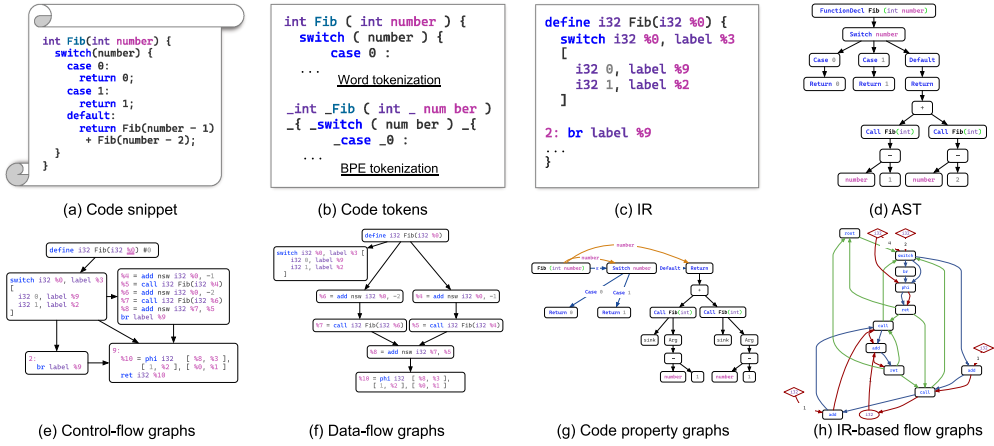 int Fib(int number) {
switch(number) {
case 0:
return 0;
case 1:
return 1;
default:
return Fib(number - 1)
+ Fib(number - 2);
}
}
(a) Code snippet
int Fib ( int number ) {
switch ( number ) {
case 0 :
...
Word tokenization
_int _Fib ( int _ num ber )
_{ _switch ( num ber ) _{
_case _0 :
...
BPE tokenization
(b) Code tokens
define i32 Fib(i32 %0) {
switch i32 %0, label %3
[
i32 0, label %9
i32 1, label %2
]
2: br label %9
...
}
(c) IR
FunctionDecl Fib (int number)
Switch number
Case 0 Case 1 Default
Return 0 Return 1 Return
+
Call Fib(int) Call Fib(int)
- -
number 1 number 2
(d) AST
define i32 Fib(i32 %0) #0
switch i32 %0, label %3
[
i32 0, label %9
i32 1, label %2
]
%4 = add nsw i32 %0, -1
%5 = call i32 Fib(i32 %4)
%6 = add nsw i32 %0, -2
%7 = call i32 Fib(i32 %6)
%8 = add nsw i32 %7, %5
br label %9
2:
br label %9
9:
%10 = phi i32 [ %8, %3 ],
[ 1, %2 ], [ %0, %1 ]
ret i32 %10
(e) Control-flow graphs
define i32 Fib(i32 %0)
switch i32 %0, label %3 [
i32 0, label %9
i32 1, label %2
]
%6 = add nsw i32 %0, -2
%4 = add nsw i32 %0, -1
%7 = call i32 Fib(i32 %6)
%5 = call i32 Fib(i32 %4)
%8 = add nsw i32 %7, %5
%10 = phi i32 [ %8, %3 ],
[ 1, %2 ], [ %0, %1 ]
(f) Data-flow graphs
number
number
Fib (int number) Switch number Default Return
Case 0 Case 1
Return 0 Return 1
+
Call Fib(int) Call Fib(int)
sink Arg sink Arg
- -
number 1 number 1
(g) Code property graphs
root i32 i32
4 3
switch
br
phi
ret
call
add i32
1
ret add
call
i32
1
add i32
(h) IR-based flow graphs